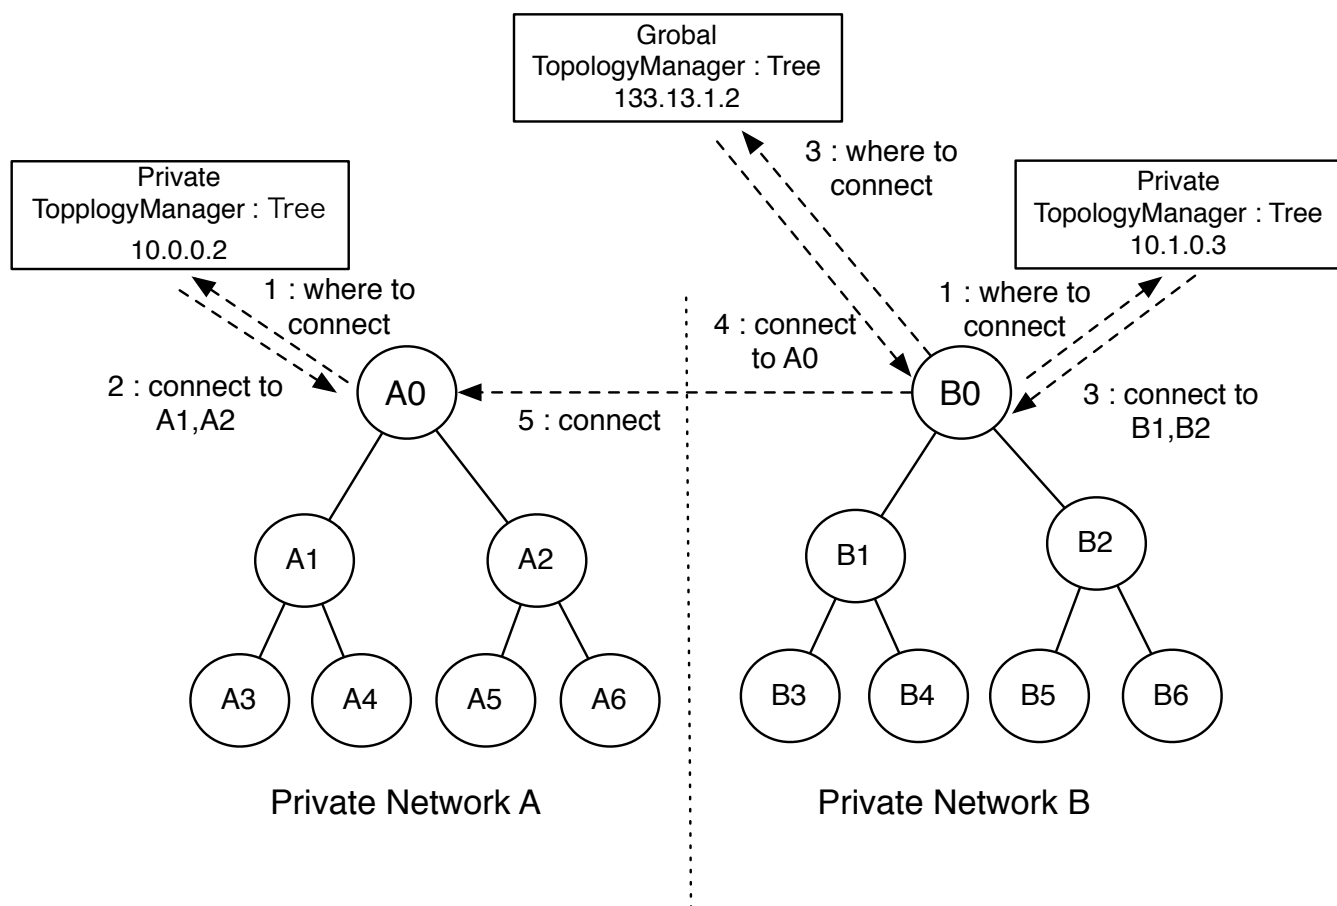 Grobal
TopologyManager : Tree
133.13.1.2
Private
TopplogyManager : Tree
10.0.0.2
Private
TopologyManager : Tree
10.1.0.3
3 : where to
connect
1 : where to
connect
1 : where to
connect
4 : connect
to A0
2 : connect to
A1,A2
3 : connect to
B1,B2
5 : connect
A0
B0
A1
A2
B1
B2
A3
A4
A5
A6
B3
B4
B5
B6
Private Network A
Private Network B